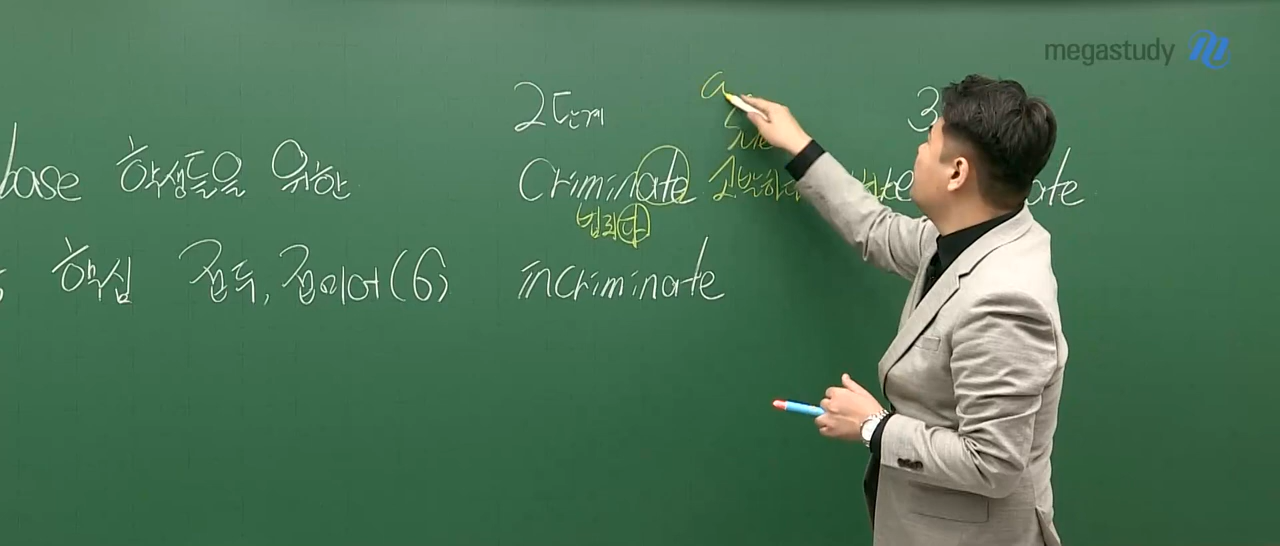 megastudy
2단계
3
base 학생들을 위한
criminate 고발하다
ate
범죄
핵심 접두, 접미어(6)
incriminate